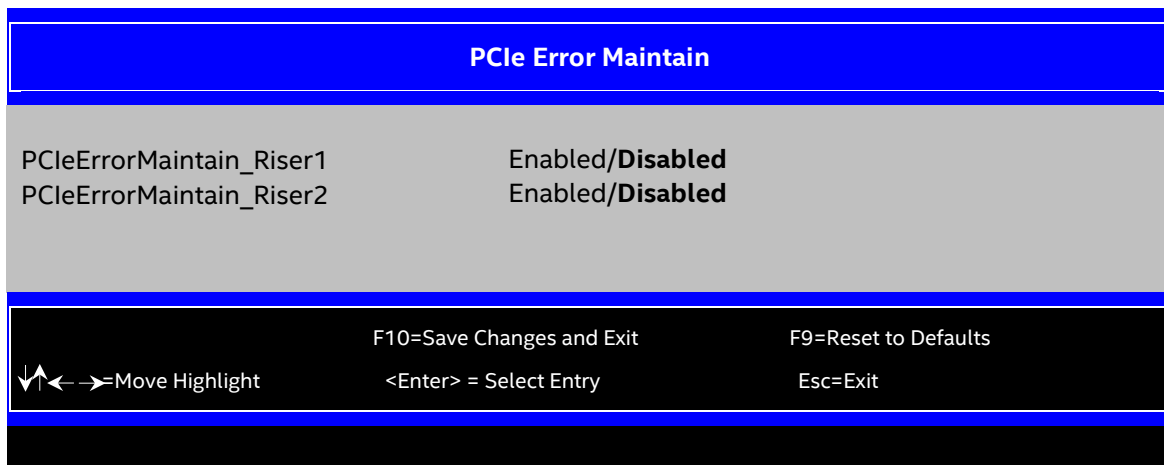 PCIe Error Maintain
PCIeErrorMaintain_Riser1 Enabled/Disabled
PCIeErrorMaintain_Riser2 Enabled/Disabled
F10=Save Changes and Exit F9=Reset to Defaults
↓↑←→=Move Highlight <Enter> = Select Entry Esc=Exit